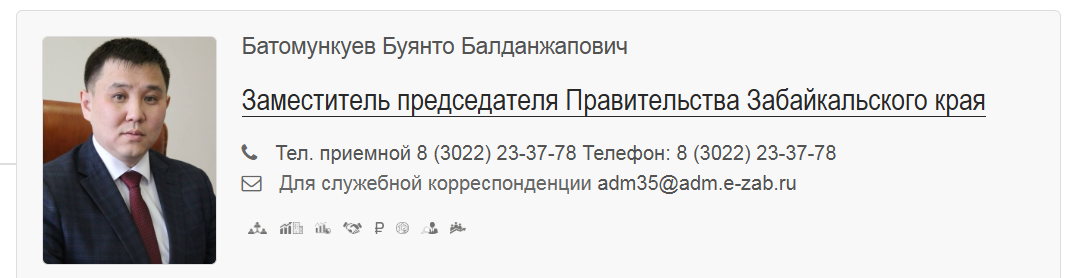 Батомункуев Буянто Балданжапович
Заместитель председателя Правительства Забайкальского края
Тел. приемной 8 (3022) 23-37-78 Телефон: 8 (3022) 23-37-78
Для служебной корреспонденции adm35@adm.e-zab.ru